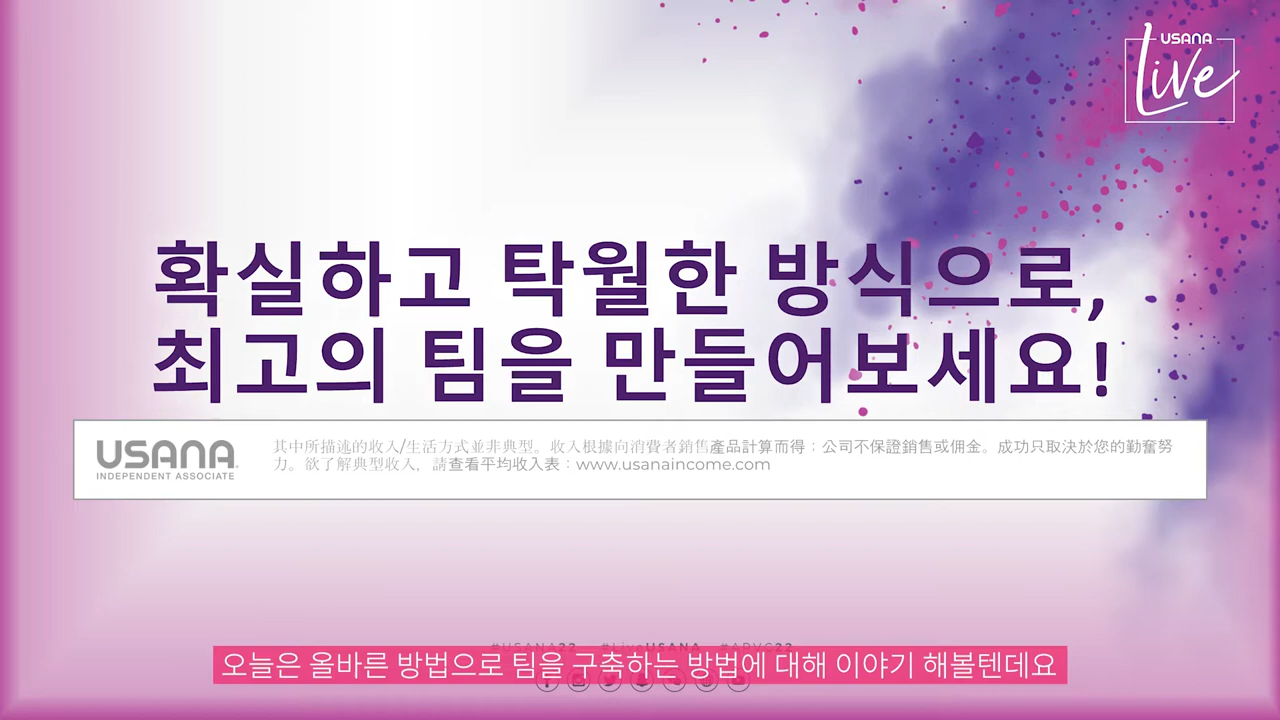 USANA
Live
확실하고 탁월한 방식으로,
최고의 팀을 만들어보세요!
USANA
INDEPENDENT ASSOCIATE
其中所描述的收入/生活方式並非典型。收入根據向消費者銷售產品計算而得；公司不保證銷售或佣金。成功只取決於您的勤奮努
力。欲了解典型收入，請查看平均收入表：www.usanaincome.com
#USANA22 #LiveUSANA #APVC22
오늘은 올바른 방법으로 팀을 구축하는 방법에 대해 이야기 해볼텐데요